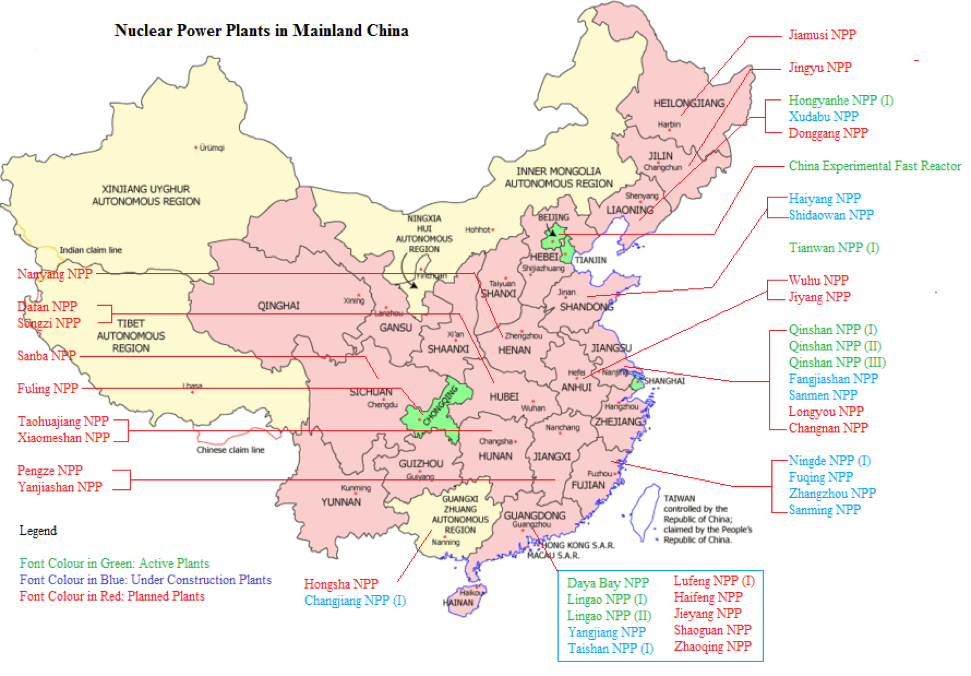 Nuclear Power Plants in Mainland China
Jiamusi NPP
Jingyu NPP
HEILONGJIANG
Harbin
Hongyanhe NPP (I)
Xudabu NPP
Donggang NPP
JILIN
Changchun
China Experimental Fast Reactor
Ürümqi
XINJIANG UYGHUR
AUTONOMOUS REGION
INNER MONGOLIA
AUTONOMOUS REGION
Shenyang
LIAONING
Haiyang NPP
Shidaowan NPP
NINGXIA
HUI
AUTONOMOUS
REGION
Hohhot
BEIJING
HEBEI
TIANJIN
Shijiazhuang
Tianwan NPP (I)
Indian claim line
Nanyang NPP
Yinchuan
Taiyuan
SHANXI
Jinan
SHANDONG
Wuhu NPP
Jiyang NPP
Dafan NPP
Songzi NPP
TIBET
AUTONOMOUS
REGION
QINGHAI
Xining
Lanzhou
GANSU
Xi'an
SHAANXI
Zhengzhou
HENAN
JIANGSU
Qinshan NPP (I)
Qinshan NPP (II)
Qinshan NPP (III)
Fangjiashan NPP
Sanmen NPP
Longyou NPP
Changnan NPP
Sanba NPP
Hefei
Nanjing
ANHUI
SHANGHAI
Fuling NPP
Lhasa
SICHUAN
Chengdu
CHONGQING
HUBEI
Wuhan
Hangzhou
ZHEJIANG
Taohuajiang NPP
Xiaomeshan NPP
Chinese claim line
Changsha
HUNAN
Nanchang
JIANGXI
Pengze NPP
Yanjiashan NPP
GUIZHOU
Guiyang
Fuzhou
FUJIAN
Ningde NPP (I)
Fuqing NPP
Zhangzhou NPP
Sanming NPP
Kunming
YUNNAN
GUANGXI
ZHUANG
AUTONOMOUS
REGION
Nanning
GUANGDONG
Guangzhou
TAIWAN
controlled by the
Republic of China;
claimed by the People's
Republic of China.
HONG KONG S.A.R.
MACAU S.A.R.
Legend
Font Colour in Green: Active Plants
Font Colour in Blue: Under Construction Plants
Font Colour in Red: Planned Plants
Hongsha NPP
Changjiang NPP (I)
Haikou
HAINAN
Daya Bay NPP
Lingao NPP (I)
Lingao NPP (II)
Yangjiang NPP
Taishan NPP (I)
Lufeng NPP (I)
Haifeng NPP
Jieyang NPP
Shaoguan NPP
Zhaoqing NPP